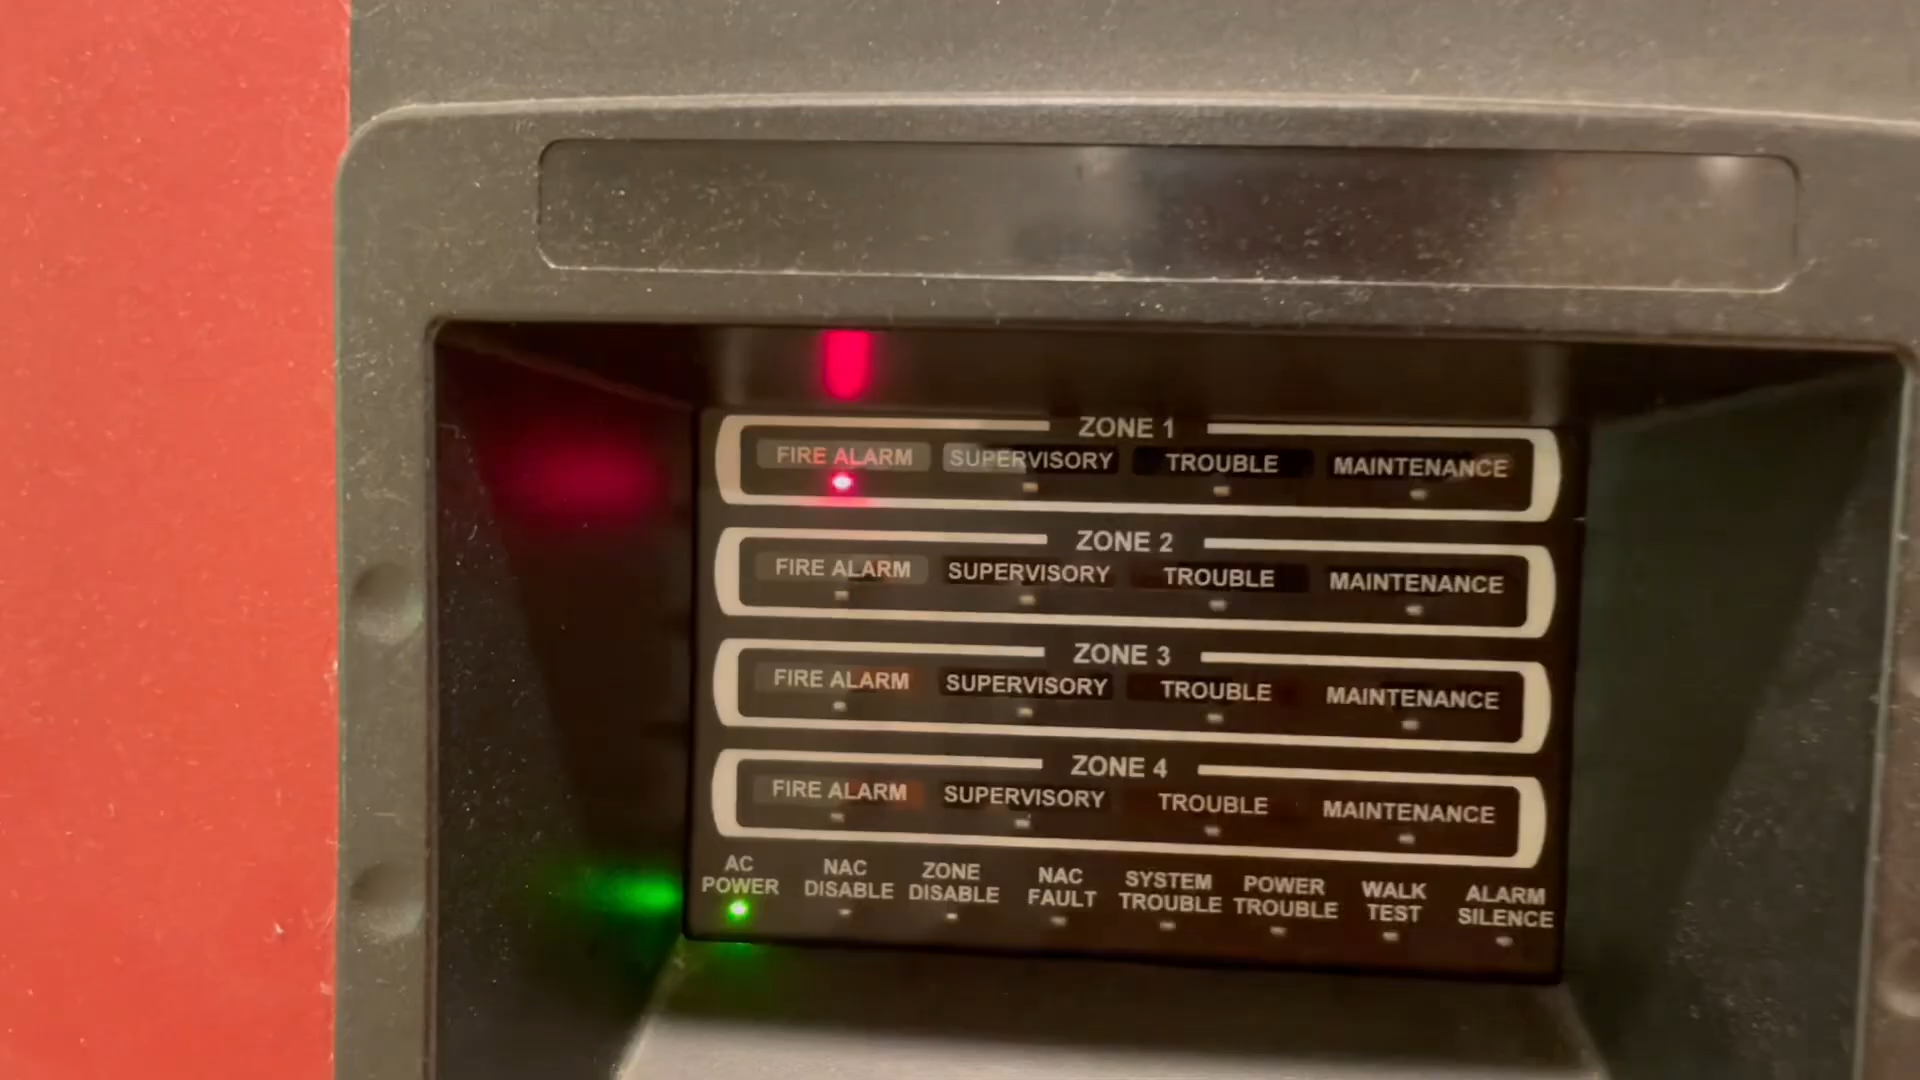 ZONE 1
FIRE ALARM SUPERVISORY TROUBLE MAINTENANCE
ZONE 2
FIRE ALARM SUPERVISORY TROUBLE MAINTENANCE
ZONE 3
FIRE ALARM SUPERVISORY TROUBLE MAINTENANCE
ZONE 4
FIRE ALARM SUPERVISORY TROUBLE MAINTENANCE
AC
POWER
NAC
DISABLE
ZONE
DISABLE
NAC
FAULT
SYSTEM
TROUBLE
POWER
TROUBLE
WALK
TEST
ALARM
SILENCE